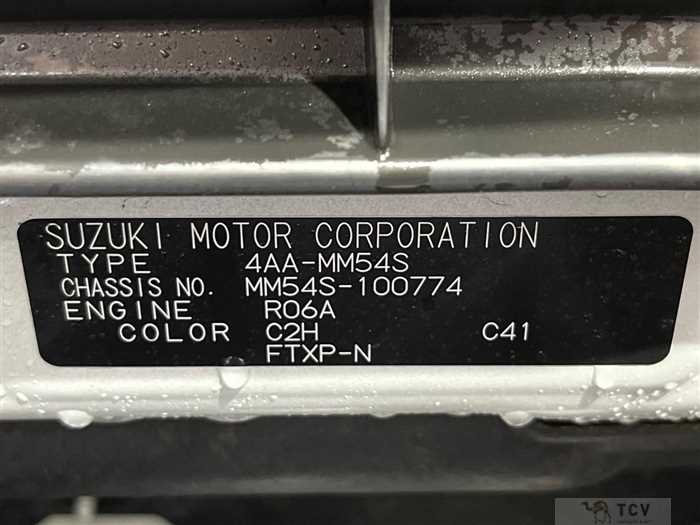 SUZUKI MOTOR CORPORATION
TYPE 4AA-MM54S
CHASSIS NO. MM54S-100774
ENGINE R06A
COLOR C2H C41
FTXP-N
TCV